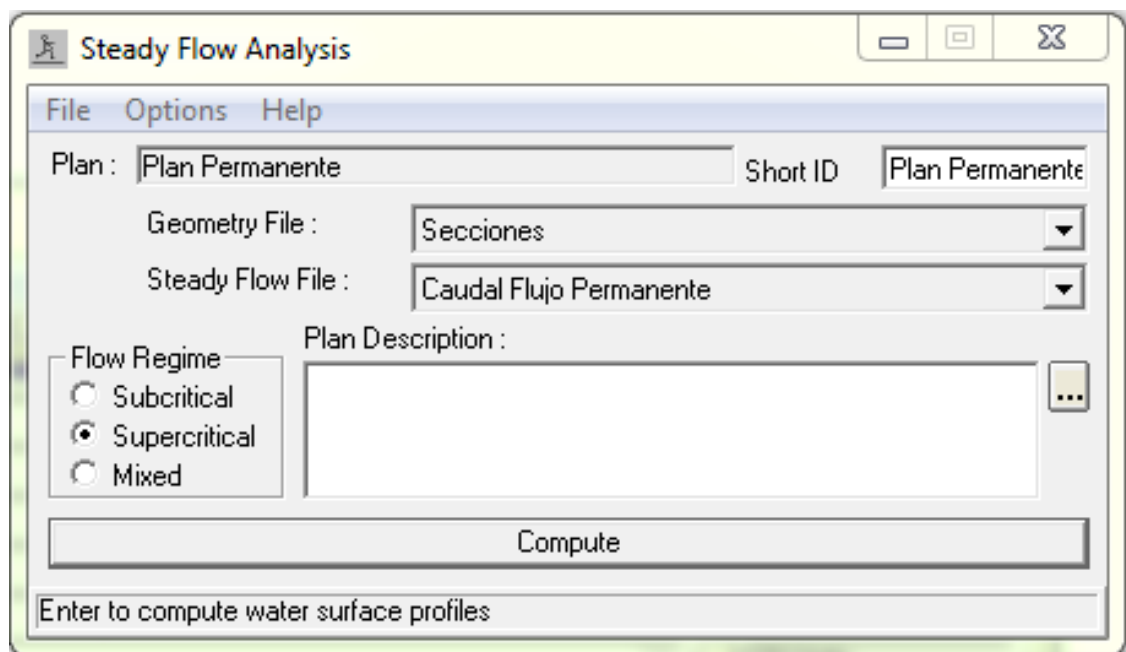 Steady Flow Analysis
File Options Help
Plan : Plan Permanente Short ID Plan Permanente
Geometry File : Secciones
Steady Flow File : Caudal Flujo Permanente
Plan Description :
Flow Regime
Subcritical
Supercritical
Mixed
...
Compute
Enter to compute water surface profiles